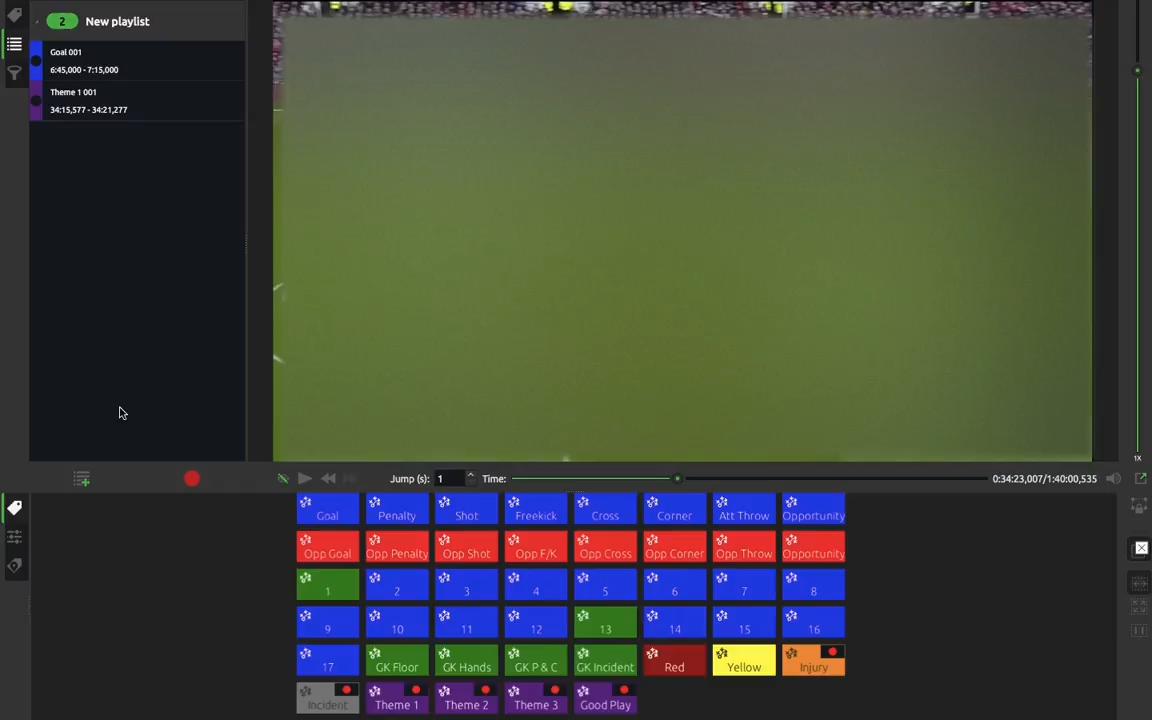 2 New playlist
Goal 001
6:45,000 - 7:15,000
Theme 1 001
34:15,577 - 34:21,277
1X
Jump (s): 1 Time: 0:34:23,007/1:40:00,535
Goal Penalty Shot Freekick Cross Corner Att Throw Opportunity
Opp Goal Opp Penalty Opp Shot Opp F/K Opp Cross Opp Corner Opp Throw Opportunity
1 2 3 4 5 6 7 8
9 10 11 12 13 14 15 16
17 GK Floor GK Hands GK P & C GK Incident Red Yellow Injury
Incident Theme 1 Theme 2 Theme 3 Good Play